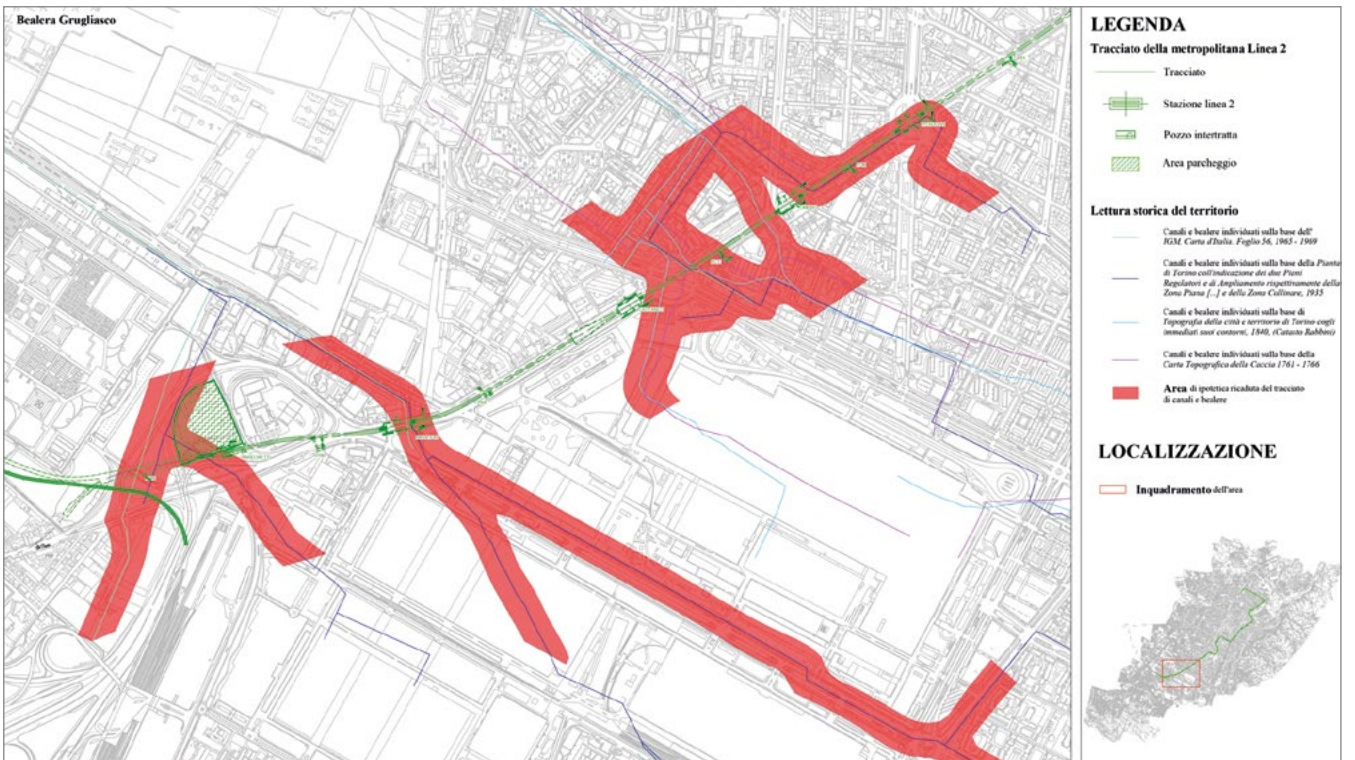 Bealera Grugliasco
LEGENDA
Tracciato della metropolitana Linea 2
Tracciato
Stazione linea 2
Pozzo intertratta
Area parcheggio
Lettura storica del territorio
Canali e bealere individuati sulla base dell'
IGM, Carta d'Italia. Foglio 56, 1965 - 1969
Canali e bealere individuati sulla base della Pianta
di Torino coll'indicazione dei due Piani
Regolatori e di Ampliamento rispettivamente della
Zona Piana [...] e della Zona Collinare, 1935
Canali e bealere individuati sulla base di
Topografia della città e territorio di Torino cogli
immediati suoi contorni, 1840, (Catasto Rabbini)
Canali e bealere individuati sulla base della
Carta Topografica della Caccia 1761 - 1766
Area di ipotetica ricaduta del tracciato
di canali e bealere
LOCALIZZAZIONE
Inquadramento dell'area